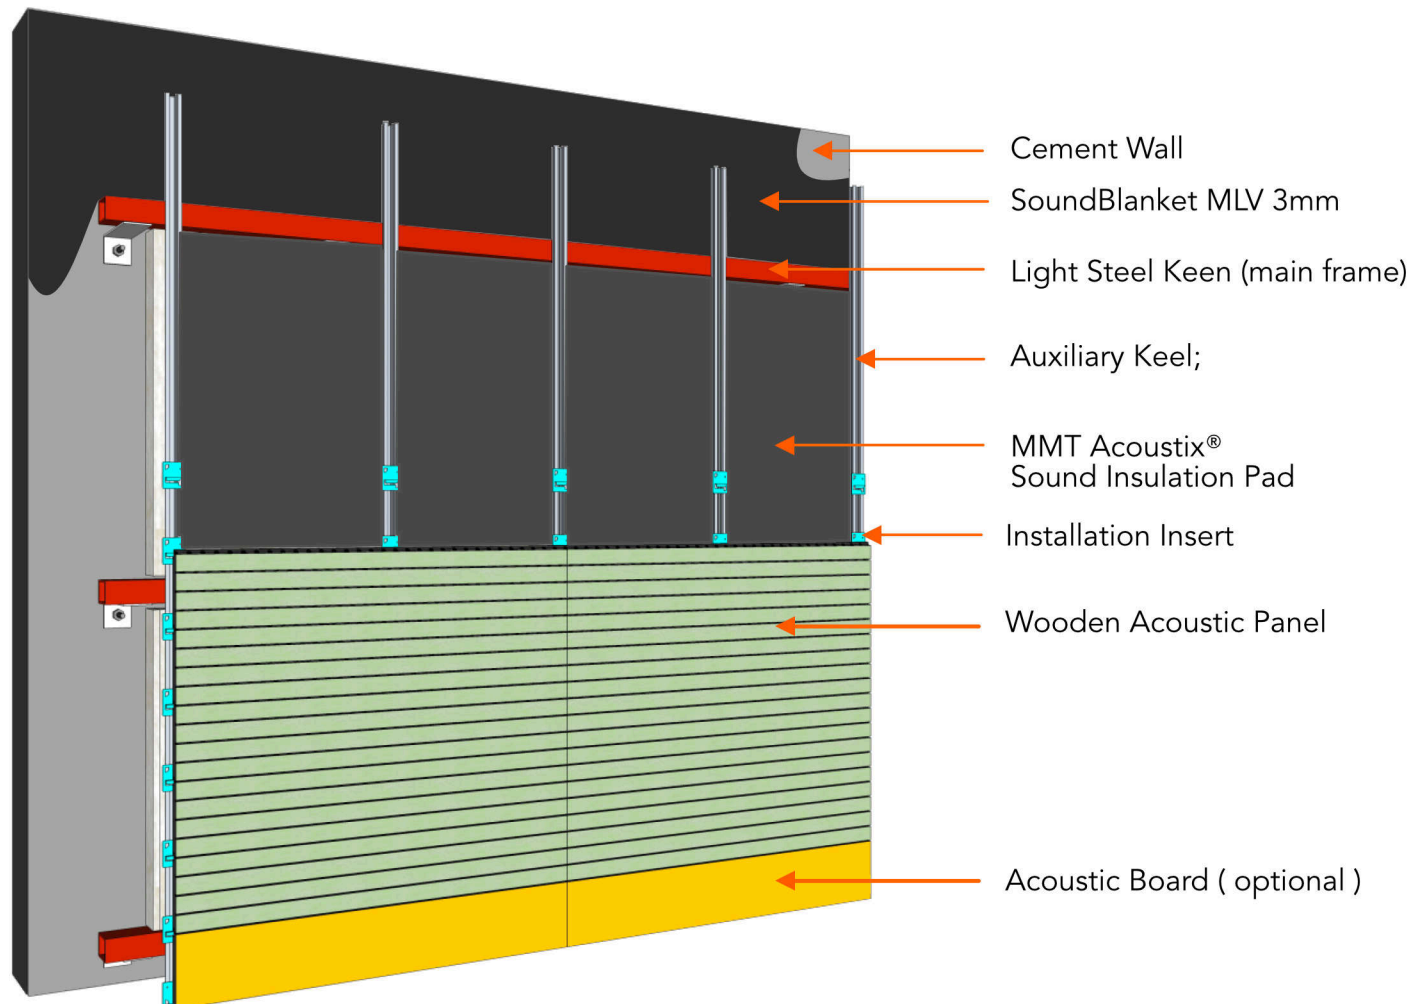 Cement Wall
SoundBlanket MLV 3mm
Light Steel Keen (main frame)
Auxiliary Keel;
MMT Acoustix®
Sound Insulation Pad
Installation Insert
Wooden Acoustic Panel
Acoustic Board ( optional )